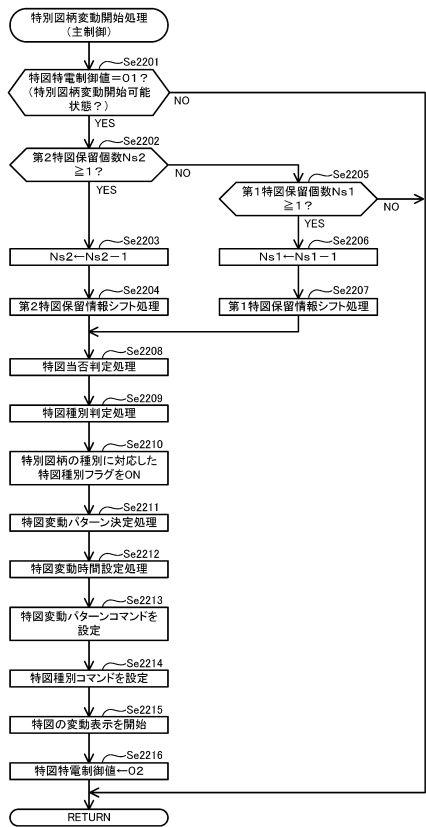 特別図柄変動開始処理
(主制御)
Se2201
特図特電制御値=01?
(特別図柄変動開始可能
状態?)
NO
YES
Se2202
第2特図保留個数Ns2
≧1?
NO
YES
Se2205
第1特図保留個数Ns1
≧1?
NO
YES
Se2203
Ns2←Ns2-1
Se2206
Ns1←Ns1-1
Se2204
第2特図保留情報シフト処理
Se2207
第1特図保留情報シフト処理
Se2208
特図当否判定処理
Se2209
特図種別判定処理
Se2210
特別図柄の種別に対応した
特図種別フラグをON
Se2211
特図変動パターン決定処理
Se2212
特図変動時間設定処理
Se2213
特図変動パターンコマンドを
設定
Se2214
特図種別コマンドを設定
Se2215
特図の変動表示を開始
Se2216
特図特電制御値←02
RETURN